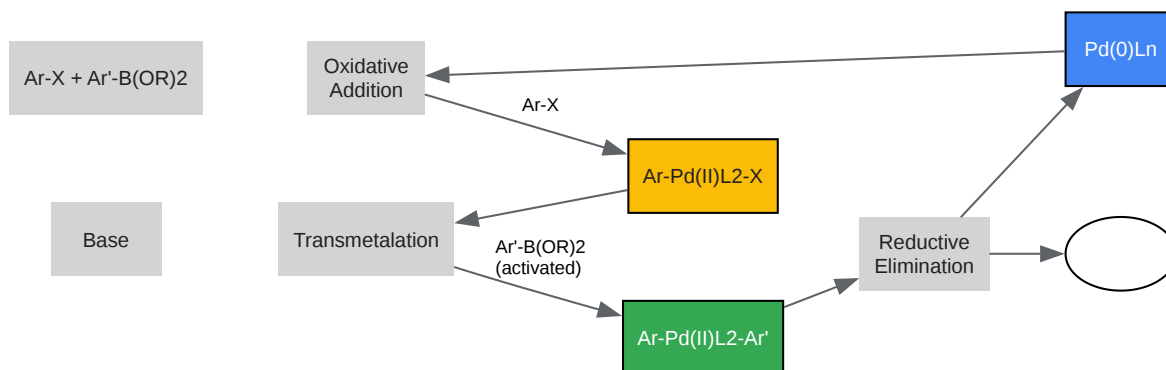 Ar-X + Ar'-B(OR)2
Oxidative
Addition
Pd(0)Ln
Ar-X
Ar-Pd(II)L2-X
Base
Transmetalation
Ar'-B(OR)2
(activated)
Reductive
Elimination
Ar-Pd(II)L2-Ar'